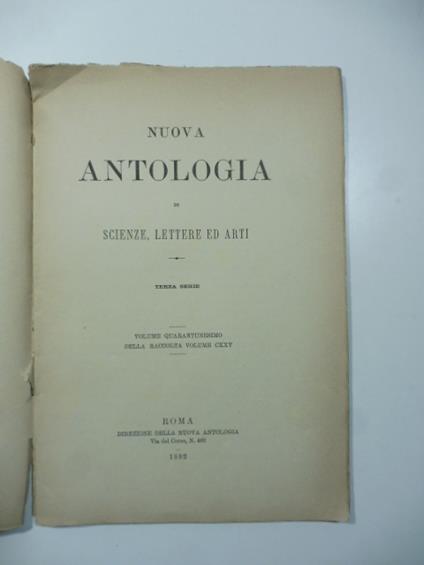 NUOVA
ANTOLOGIA
DI
SCIENZE, LETTERE ED ARTI
TERZA SERIE
VOLUME QUARANTUNESIMO
DELLA RACCOLTA VOLUME CXXV
ROMA
DIREZIONE DELLA NUOVA ANTOLOGIA
Via del Corso, N. 466
1892